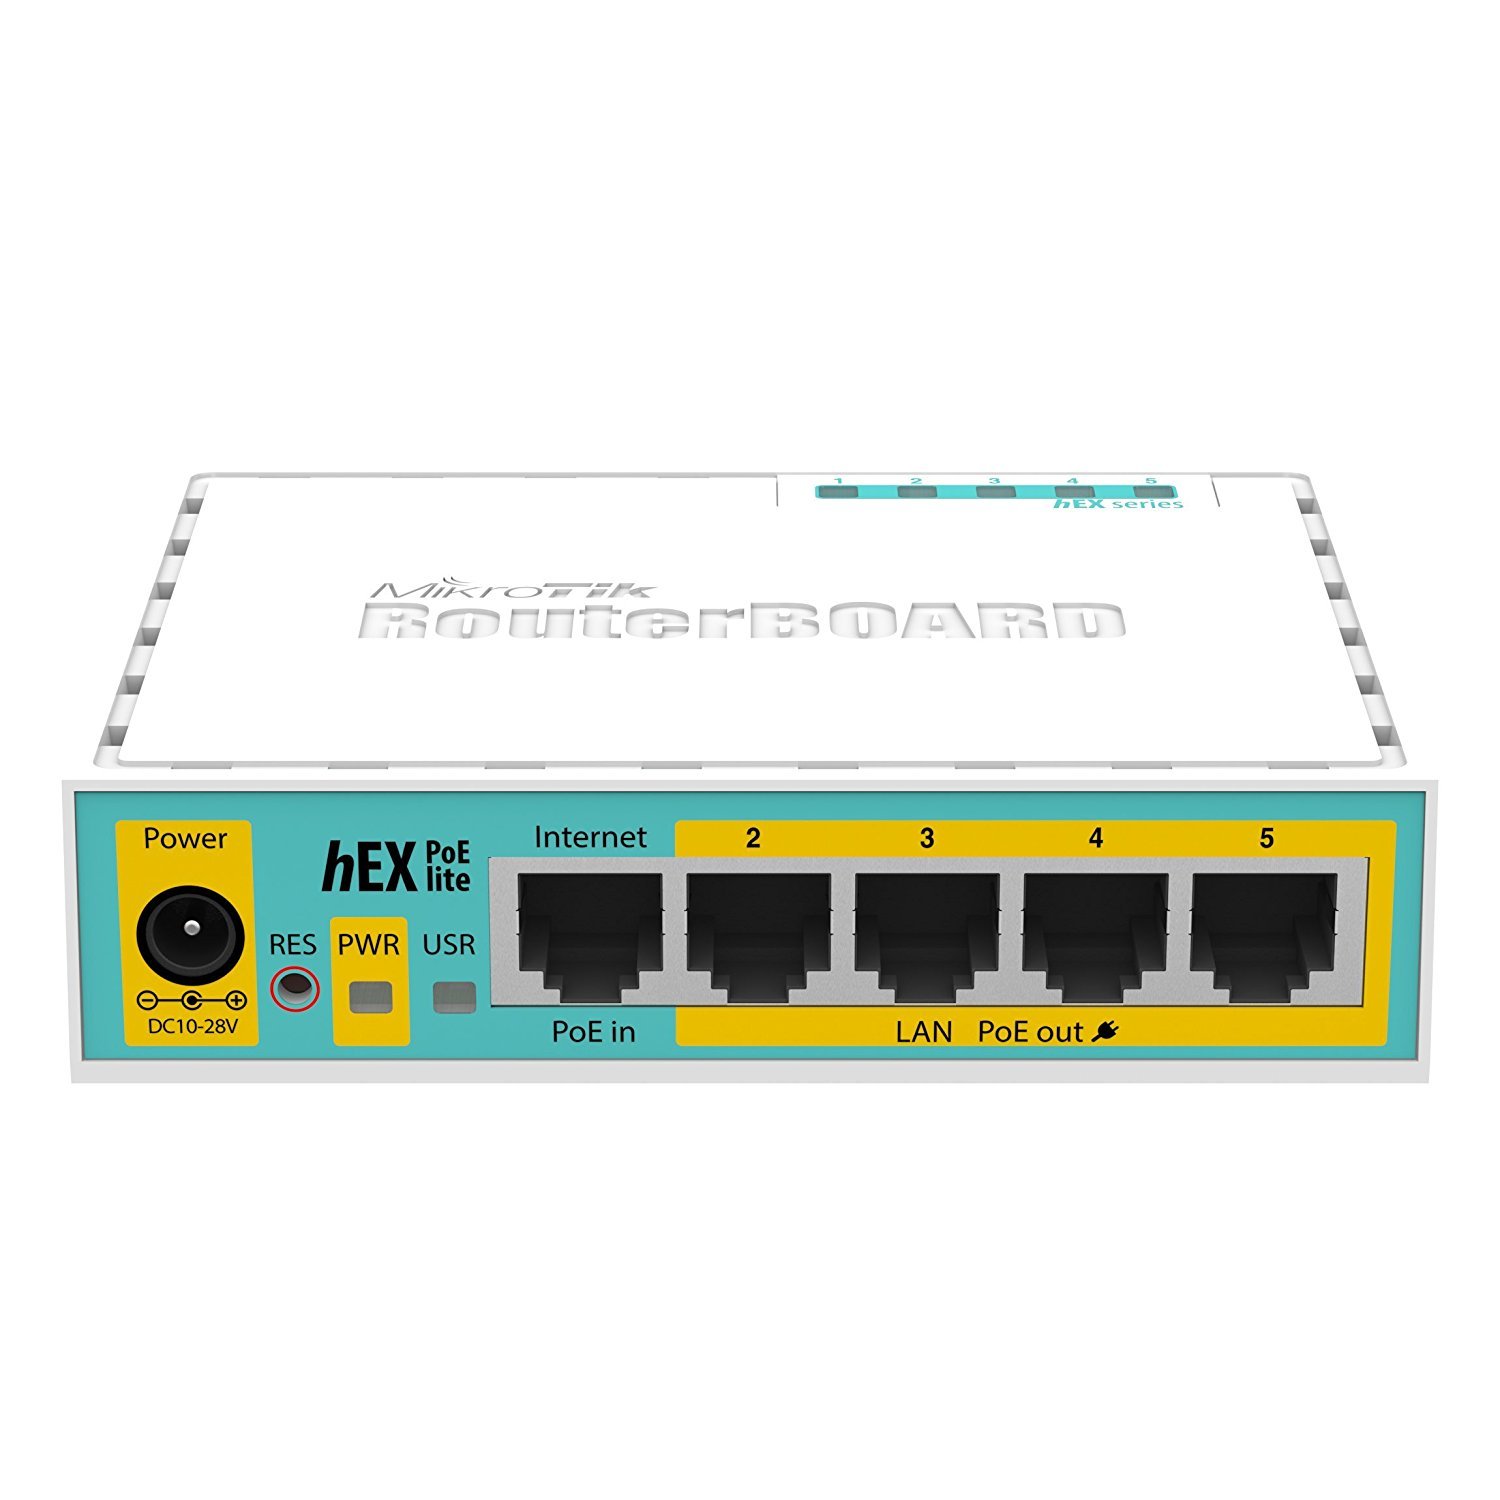 1 2 3 4 5
hEX series
MikroTik
RouterBOARD
Power
hEX PoE lite
Internet
2 3 4 5
RES PWR USR
DC10-28V
PoE in
LAN PoE out